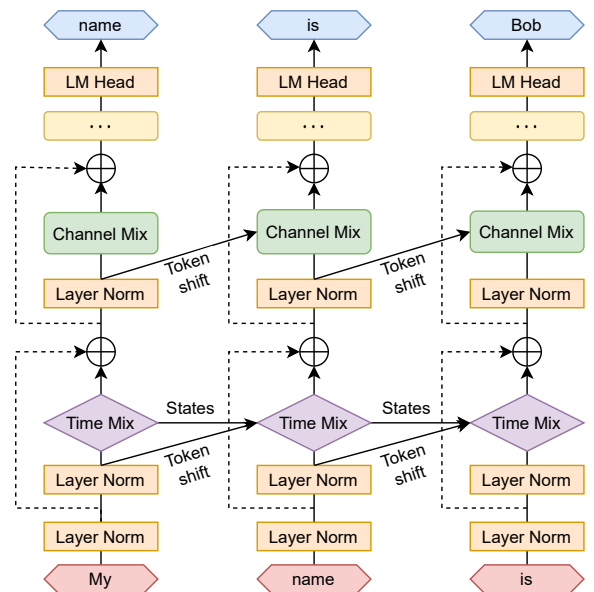 name is Bob
LM Head LM Head LM Head
... ... ...
Channel Mix Channel Mix Channel Mix
Token
shift
Token
shift
Layer Norm Layer Norm Layer Norm
States States
Time Mix Time Mix Time Mix
Token
shift
Token
shift
Layer Norm Layer Norm Layer Norm
Layer Norm Layer Norm Layer Norm
My name is